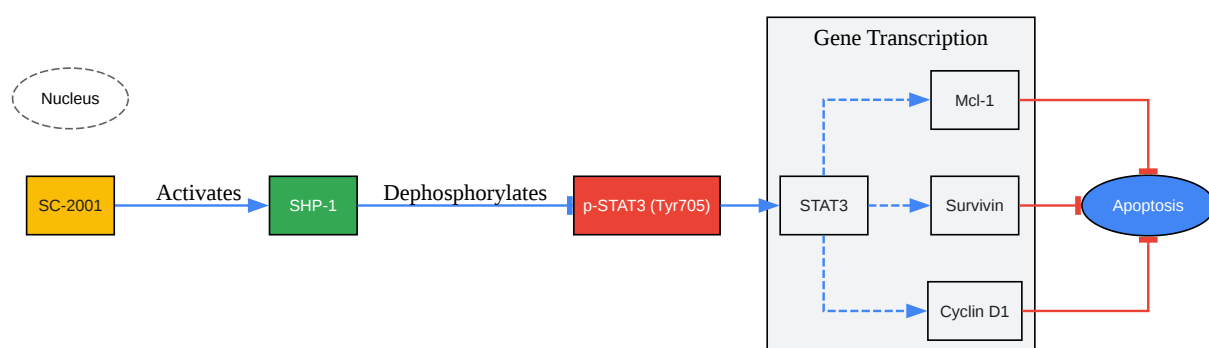 Gene Transcription
Nucleus
Mcl-1
SC-2001
Activates
SHP-1
Dephosphorylates
p-STAT3 (Tyr705)
STAT3
Survivin
Apoptosis
Cyclin D1